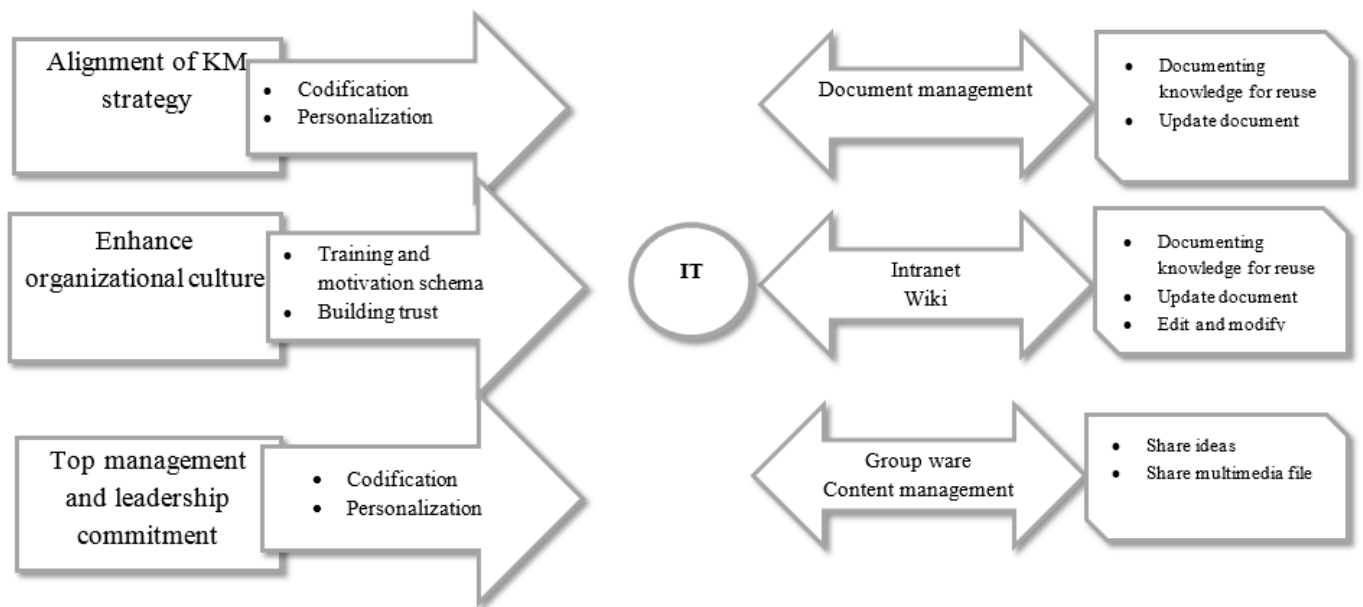 Alignment of KM
strategy
• Codification
• Personalization
Enhance
organizational culture
• Training and
motivation schema
• Building trust
Top management
and leadership
commitment
• Codification
• Personalization
IT
Document management
• Documenting
knowledge for reuse
• Update document
Intranet
Wiki
• Documenting
knowledge for reuse
• Update document
• Edit and modify
Group ware
Content management
• Share ideas
• Share multimedia file